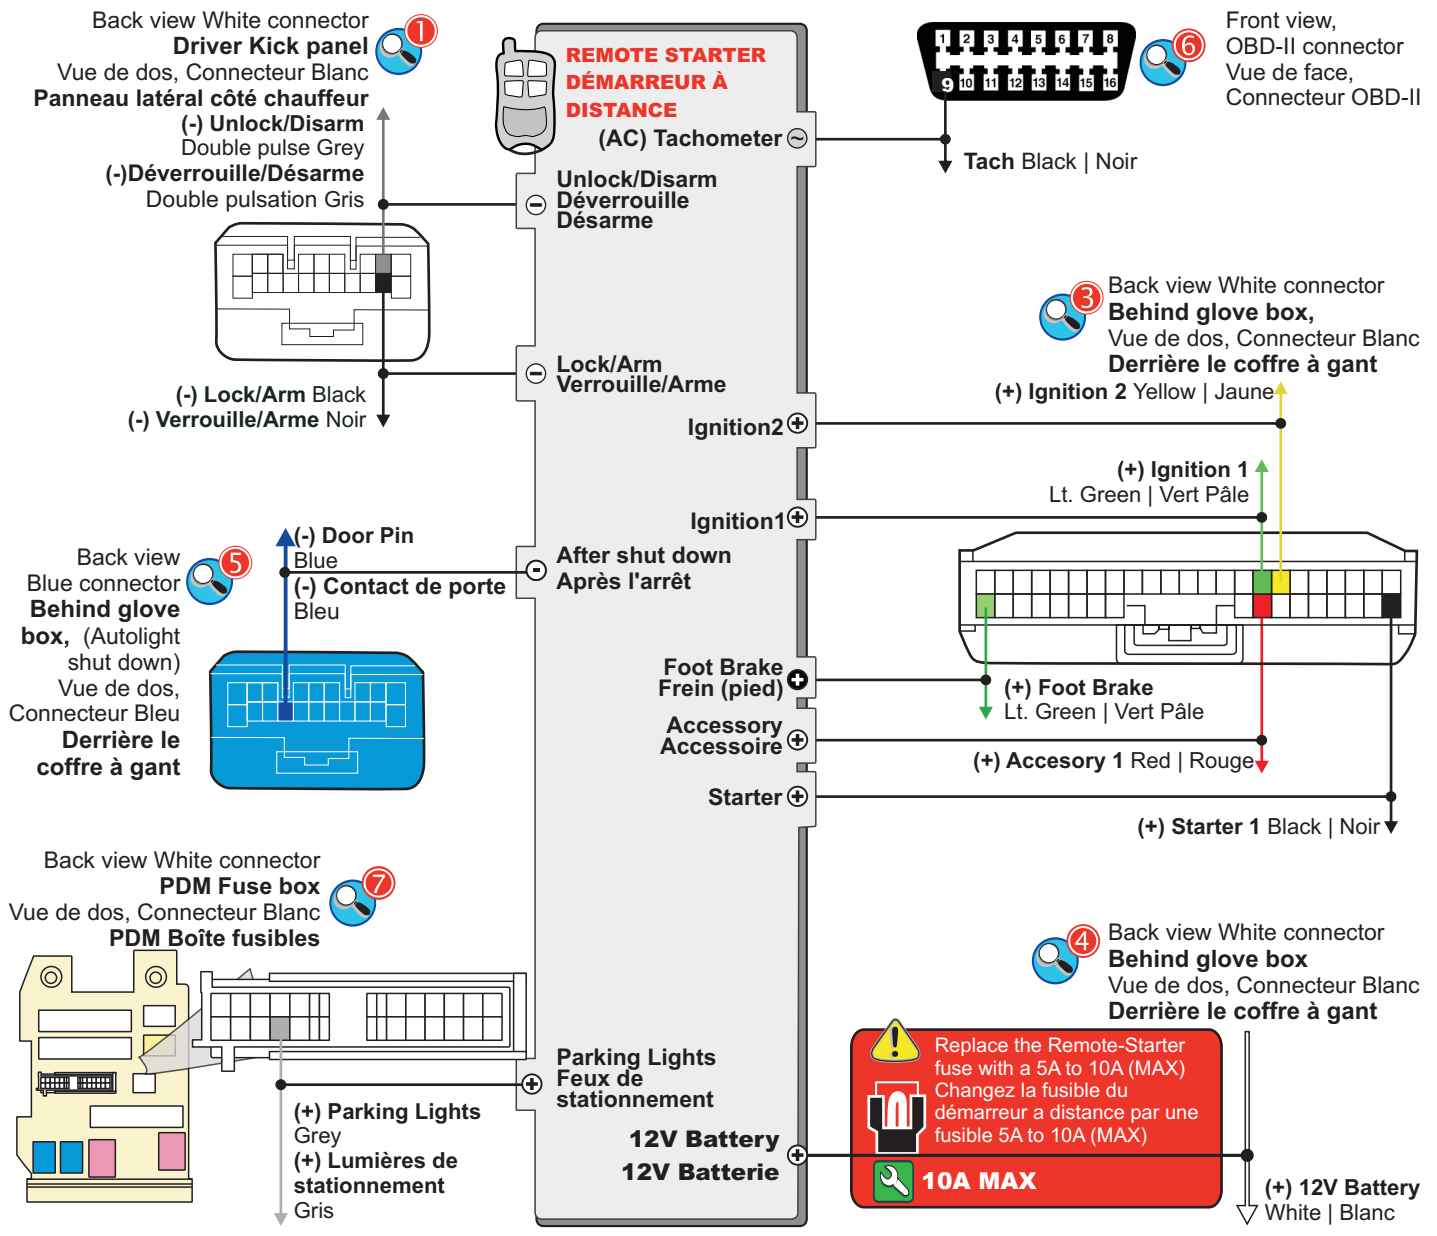 Back view White connector
Driver Kick panel
Vue de dos, Connecteur Blanc
Panneau latéral côté chauffeur
1
(-) Unlock/Disarm
Double pulse Grey
(-)Déverrouille/Désarme
Double pulsation Gris
(-) Lock/Arm Black
(-) Verrouille/Arme Noir
(-) Door Pin
Blue
(-) Contact de porte
Bleu
Back view
Blue connector
Behind glove
box, (Autolight
shut down)
Vue de dos,
Connecteur Bleu
Derrière le
coffre à gant
5
Back view White connector
PDM Fuse box
Vue de dos, Connecteur Blanc
PDM Boîte fusibles
7
(+) Parking Lights
Grey
(+) Lumières de
stationnement
Gris
REMOTE STARTER
DÉMARREUR À
DISTANCE
(AC) Tachometer
~
Unlock/Disarm
Déverrouille
Désarme
Lock/Arm
Verrouille/Arme
Ignition2
Ignition1
After shut down
Après l'arrêt
Foot Brake
Frein (pied)
Accessory
Accessoire
Starter
Parking Lights
Feux de
stationnement
12V Battery
12V Batterie
1 2 3 4 5 6 7 8
9 10 11 12 13 14 15 16
6
Front view,
OBD-II connector
Vue de face,
Connecteur OBD-II
Tach Black | Noir
3
Back view White connector
Behind glove box,
Vue de dos, Connecteur Blanc
Derrière le coffre à gant
(+) Ignition 2 Yellow | Jaune
(+) Ignition 1
Lt. Green | Vert Pâle
(+) Foot Brake
Lt. Green | Vert Pâle
(+) Accesory 1 Red | Rouge
(+) Starter 1 Black | Noir
4
Back view White connector
Behind glove box
Vue de dos, Connecteur Blanc
Derrière le coffre à gant
Replace the Remote-Starter
fuse with a 5A to 10A (MAX)
Changez la fusible du
démarreur a distance par une
fusible 5A to 10A (MAX)
10A MAX
(+) 12V Battery
White | Blanc